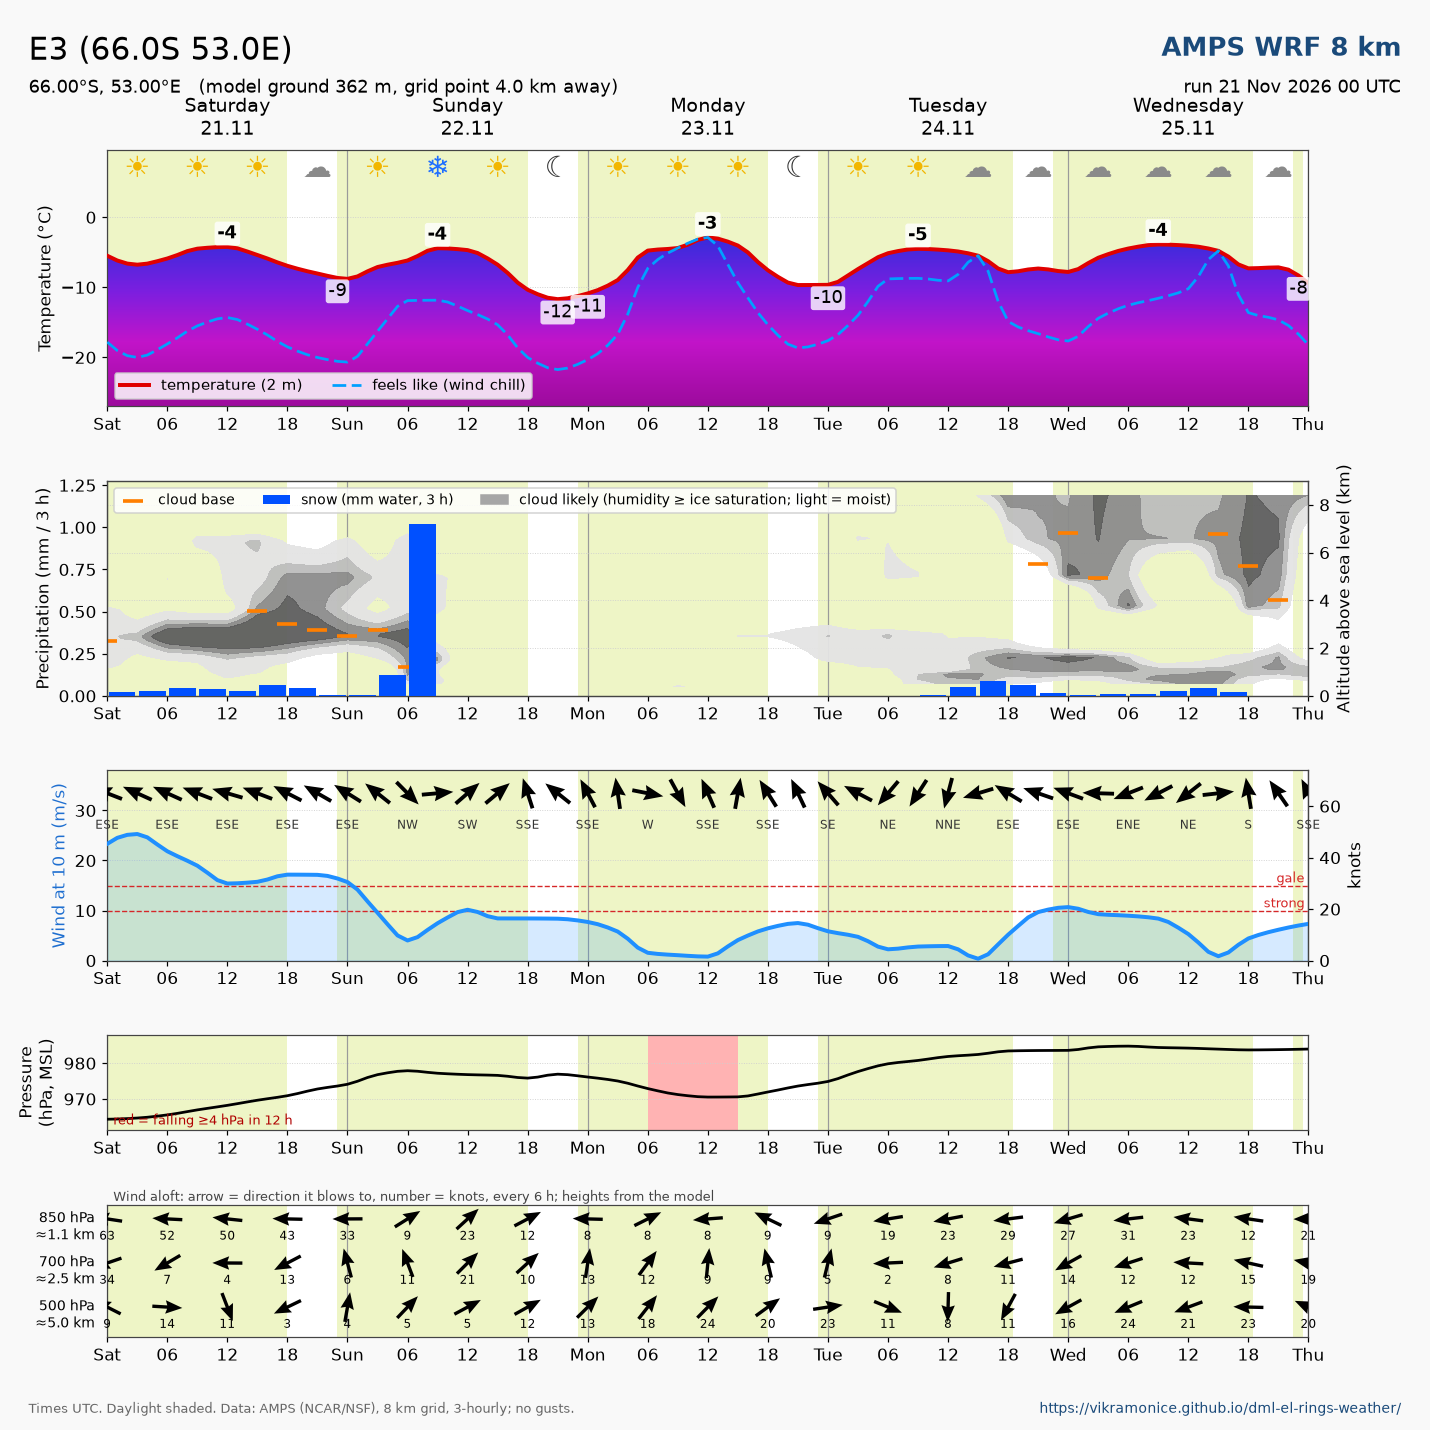 E3 (66.0S 53.0E)
AMPS WRF 8 km
66.00°S, 53.00°E (model ground 362 m, grid point 4.0 km away)
run 21 Nov 2026 00 UTC
Saturday Sunday Monday Tuesday Wednesday
21.11 22.11 23.11 24.11 25.11
Temperature (°C)
0
−10
−20
-4 -9 -4 -12 -11 -3 -10 -5 -4 -8
temperature (2 m) feels like (wind chill)
Sat 06 12 18 Sun 06 12 18 Mon 06 12 18 Tue 06 12 18 Wed 06 12 18 Thu
Precipitation (mm / 3 h)
1.25
1.00
0.75
0.50
0.25
0.00
cloud base snow (mm water, 3 h) cloud likely (humidity ≥ ice saturation; light = moist)
8
6
4
2
0
Altitude above sea level (km)
Sat 06 12 18 Sun 06 12 18 Mon 06 12 18 Tue 06 12 18 Wed 06 12 18 Thu
Wind at 10 m (m/s)
30
20
10
0
ESE ESE ESE ESE ESE NW SW SSE SSE W SSE SSE SE NE NNE ESE ESE ENE NE S SSE
gale
strong
60
40
20
0
knots
Sat 06 12 18 Sun 06 12 18 Mon 06 12 18 Tue 06 12 18 Wed 06 12 18 Thu
Pressure
(hPa, MSL)
980
970
red = falling ≥4 hPa in 12 h
Sat 06 12 18 Sun 06 12 18 Mon 06 12 18 Tue 06 12 18 Wed 06 12 18 Thu
Wind aloft: arrow = direction it blows to, number = knots, every 6 h; heights from the model
850 hPa
≈1.1 km 63 52 50 43 33 9 23 12 8 8 8 9 9 19 23 29 27 31 23 12 21
700 hPa
≈2.5 km 34 7 4 13 6 11 21 10 13 12 9 9 5 2 8 11 14 12 12 15 19
500 hPa
≈5.0 km 9 14 11 3 4 5 5 12 13 18 24 20 23 11 8 11 16 24 21 23 20
Sat 06 12 18 Sun 06 12 18 Mon 06 12 18 Tue 06 12 18 Wed 06 12 18 Thu
Times UTC. Daylight shaded. Data: AMPS (NCAR/NSF), 8 km grid, 3-hourly; no gusts.
https://vikramonice.github.io/dml-el-rings-weather/